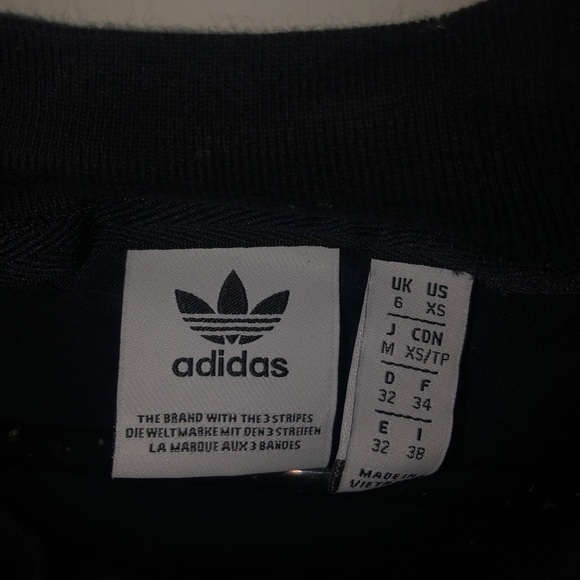 adidas
THE BRAND WITH THE 3 STRIPES
DIE WELTMARKE MIT DEN 3 STREIFEN
LA MARQUE AUX 3 BANDES
UK US
6 XS
J CDN
M XS/TP
D F
32 34
E I
32 38
MADE IN